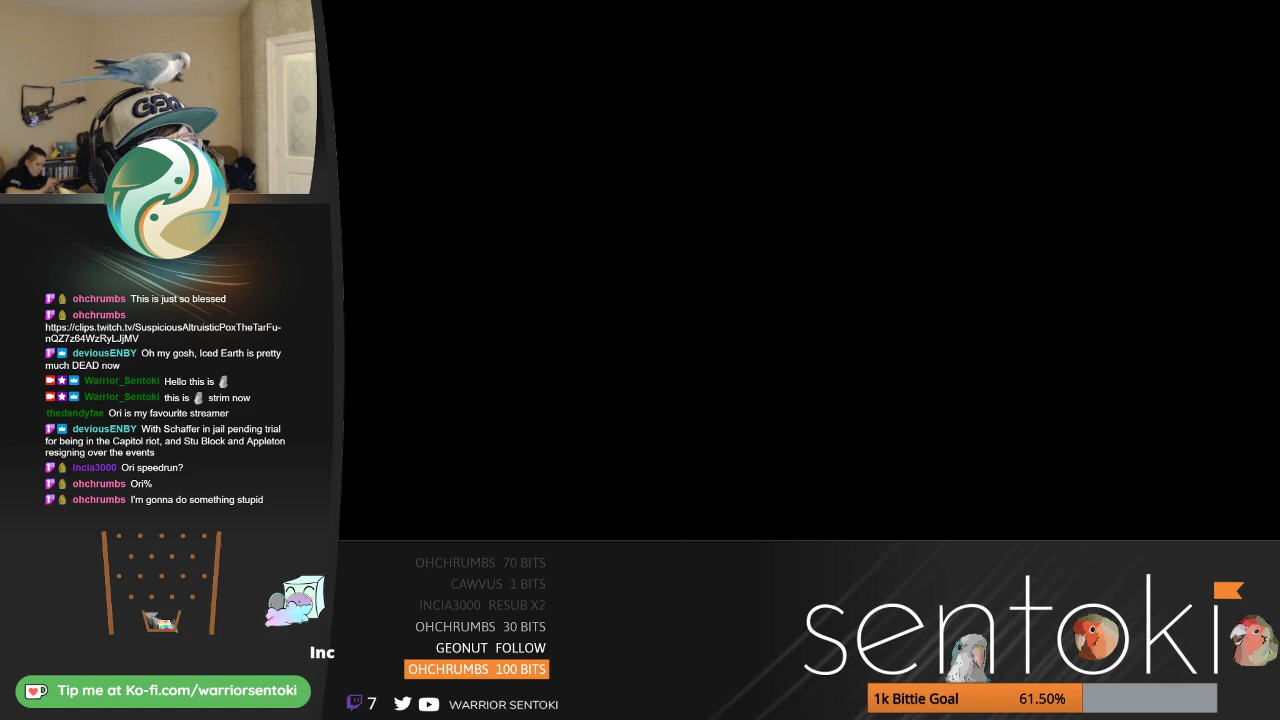 GDQ
ohchrumbs This is just so blessed
ohchrumbs
https://clips.twitch.tv/SuspiciousAltruisticPoxTheTarFu-
nQZ7z64WzRyLJjMV
deviousENBY Oh my gosh, Iced Earth is pretty
much DEAD now
Warrior_Sentoki Hello this is
Warrior_Sentoki this is strim now
thedandyfae Ori is my favourite streamer
deviousENBY With Schaffer in jail pending trial
for being in the Capitol riot, and Stu Block and Appleton
resigning over the events
Incia3000 Ori speedrun?
ohchrumbs Ori%
ohchrumbs I'm gonna do something stupid
Inc
Tip me at Ko-fi.com/warriorsentoki
OHCHRUMBS 70 BITS
CAWVUS 1 BITS
INCIA3000 RESUB X2
OHCHRUMBS 30 BITS
GEONUT FOLLOW
OHCHRUMBS 100 BITS
7 WARRIOR SENTOKI
sentoki
1k Bittie Goal 61.50%